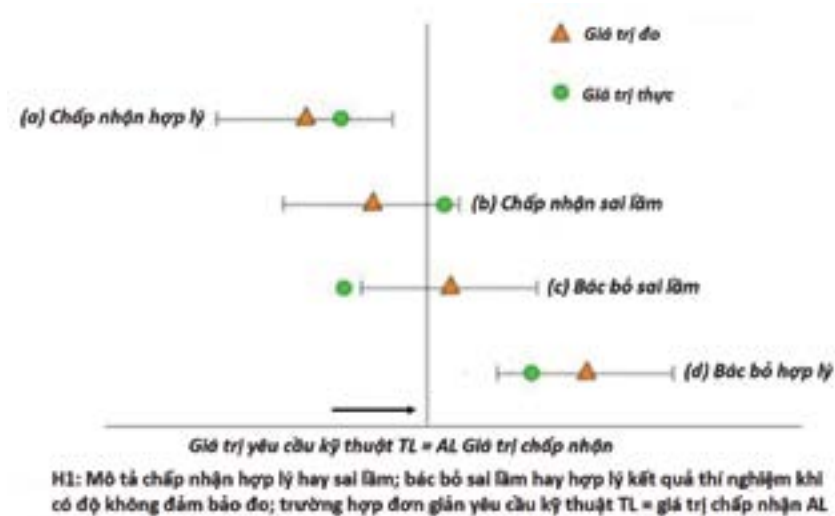 Giá trị đo
Giá trị thực
(a) Chấp nhận hợp lý
(b) Chấp nhận sai lầm
(c) Bác bỏ sai lầm
(d) Bác bỏ hợp lý
Giá trị yêu cầu kỹ thuật TL = AL Giá trị chấp nhận
H1: Mô tả chấp nhận hợp lý hay sai lầm; bác bỏ sai lầm hay hợp lý kết quả thí nghiệm khi
có độ không đảm bảo đo; trường hợp đơn giản yêu cầu kỹ thuật TL = giá trị chấp nhận AL